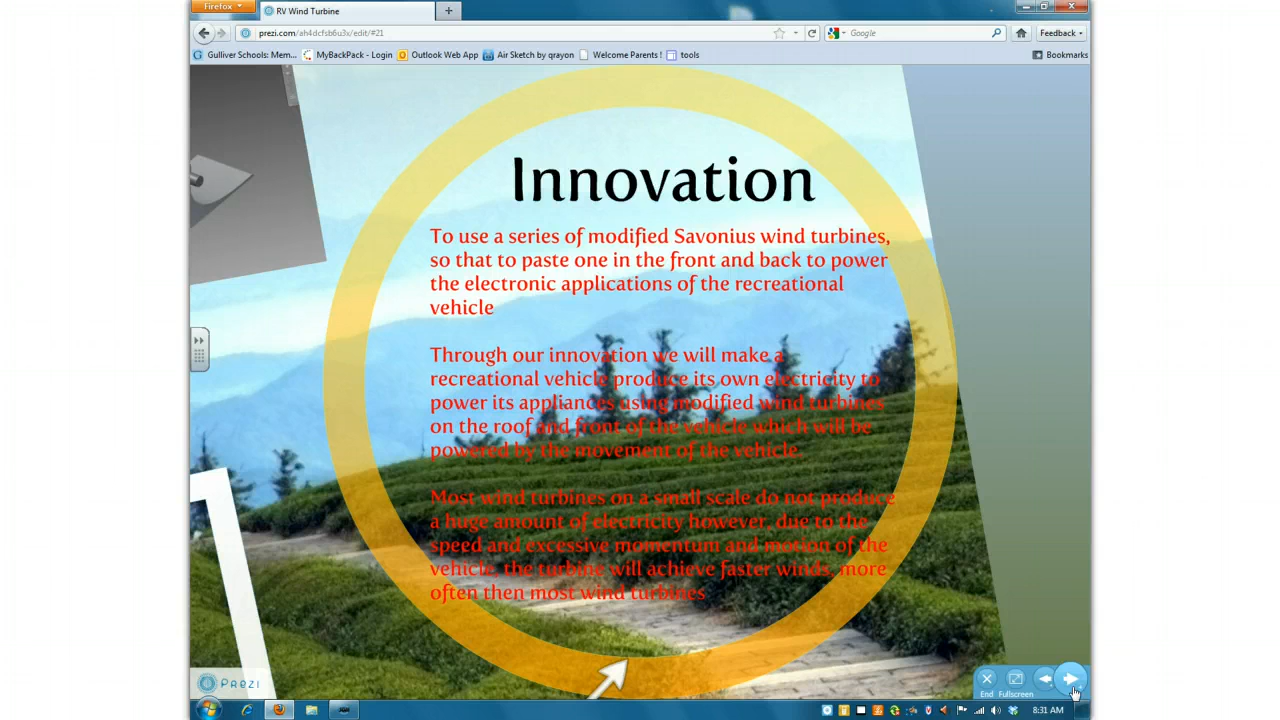 Firefox
RV Wind Turbine
prezi.com/ah4dcfsb6u3x/edit/#21
Google
Feedback
Gulliver Schools: Mem... MyBackPack - Login Outlook Web App Air Sketch by qrayon Welcome Parents ! tools
Bookmarks
Innovation
To use a series of modified Savonius wind turbines,
so that to paste one in the front and back to power
the electronic applications of the recreational
vehicle
Through our innovation we will make a
recreational vehicle produce its own electricity to
power its appliances using modified wind turbines
on the roof and front of the vehicle which will be
powered by the movement of the vehicle.
Most wind turbines on a small scale do not produce
a huge amount of electricity however, due to the
speed and excessive momentum and motion of the
vehicle, the turbine will achieve faster winds, more
often then most wind turbines
PREZI
End Fullscreen
8:31 AM